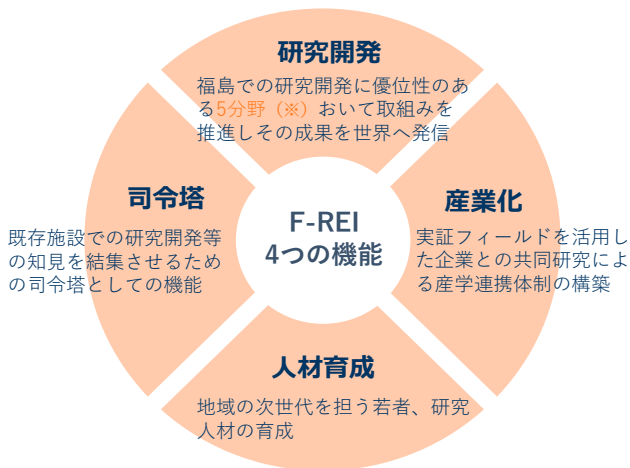 研究開発
福島での研究開発に優位性のあ
る5分野（※）おいて取組みを
推進しその成果を世界へ発信
司令塔
既存施設での研究開発等
の知見を結集させるため
の司令塔としての機能
F-REI
4つの機能
産業化
実証フィールドを活用し
た企業との共同研究によ
る産学連携体制の構築
人材育成
地域の次世代を担う若者、研究
人材の育成